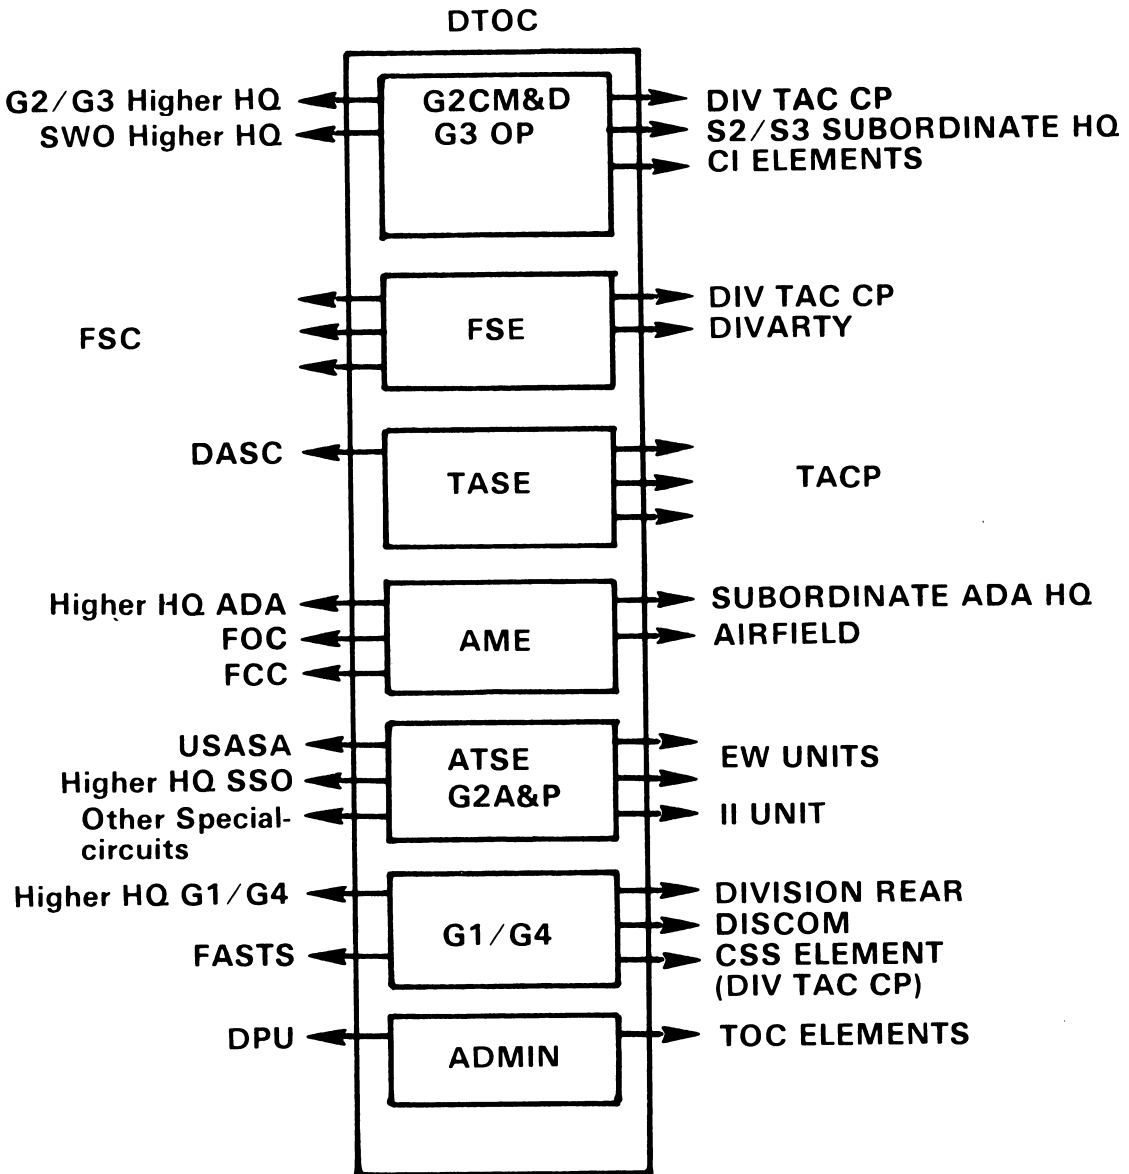 DTOC
G2/G3 Higher HQ
SWO Higher HQ
G2CM&D
G3 OP
DIV TAC CP
S2/S3 SUBORDINATE HQ
CI ELEMENTS
FSC
FSE
DIV TAC CP
DIVARTY
DASC
TASE
TACP
Higher HQ ADA
FOC
FCC
AME
SUBORDINATE ADA HQ
AIRFIELD
USASA
Higher HQ SSO
Other Special-
circuits
ATSE
G2A&P
EW UNITS
II UNIT
Higher HQ G1/G4
FASTS
G1/G4
DIVISION REAR
DISCOM
CSS ELEMENT
(DIV TAC CP)
DPU
ADMIN
TOC ELEMENTS